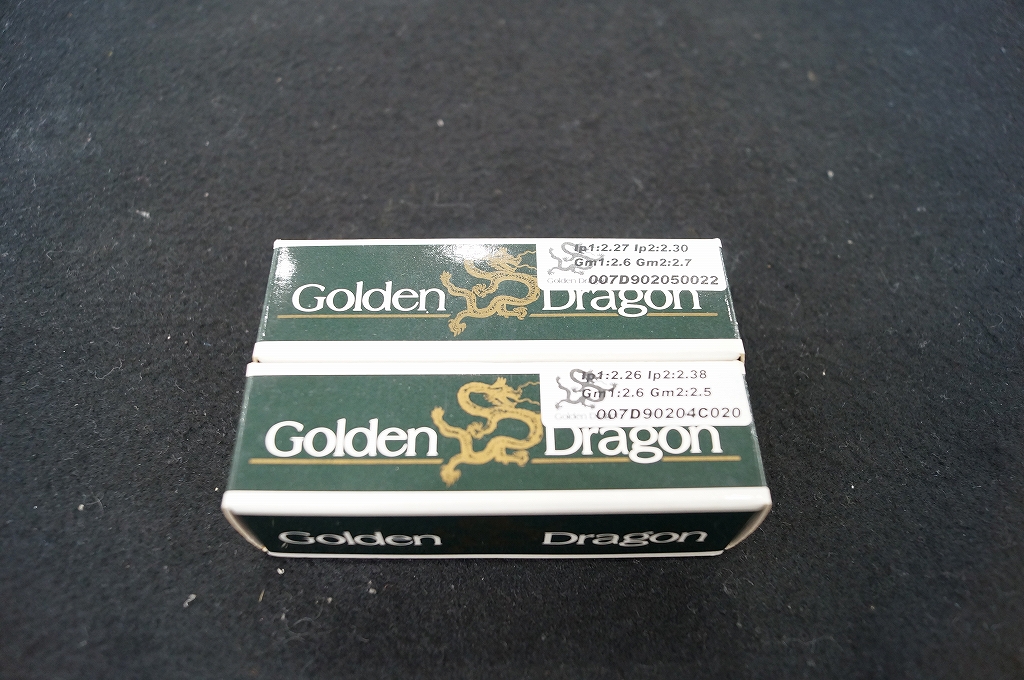 Ip1:2.27 Ip2:2.30
Gm1:2.6 Gm2:2.7
007D902050022
Golden Dragon
Ip1:2.26 Ip2:2.38
Gm1:2.6 Gm2:2.5
007D90204C020
Golden Dragon
Golden Dragon